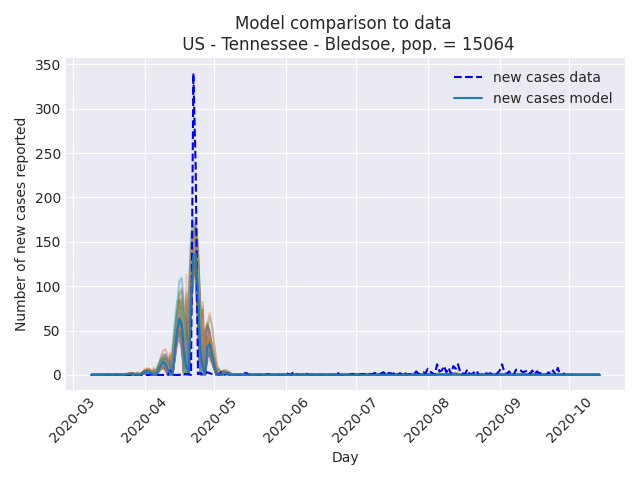 Model comparison to data
US - Tennessee - Bledsoe, pop. = 15064
new cases data
new cases model
Number of new cases reported
350
300
250
200
150
100
50
0
2020-03
2020-04
2020-05
2020-06
2020-07
2020-08
2020-09
2020-10
Day